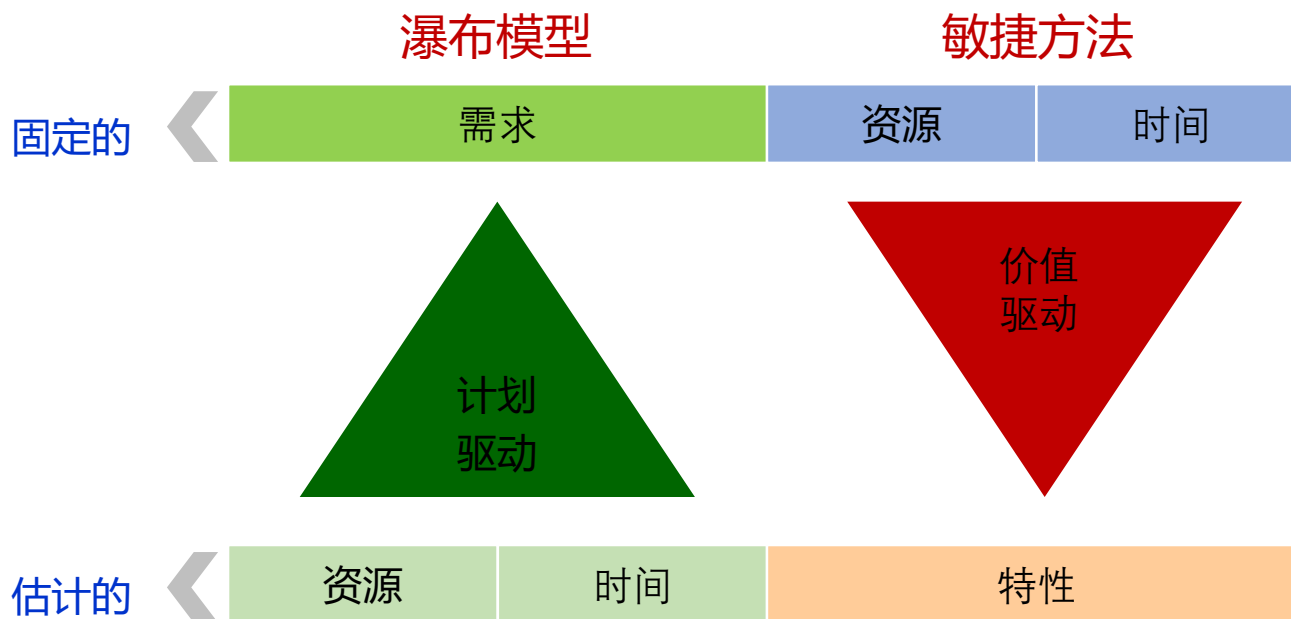 瀑布模型 敏捷方法
固定的 需求 资源 时间
价值
驱动
计划
驱动
估计的 资源 时间 特性